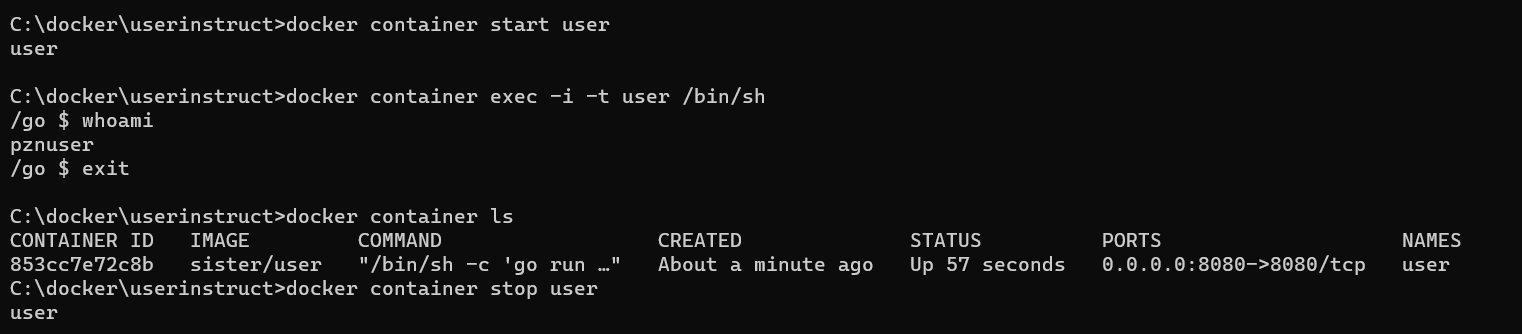 C:\docker\userinstruct>docker container start user
user
C:\docker\userinstruct>docker container exec -i -t user /bin/sh
/go $ whoami
pznuser
/go $ exit
C:\docker\userinstruct>docker container ls
CONTAINER ID   IMAGE         COMMAND                  CREATED              STATUS          PORTS                    NAMES
853cc7e72c8b   sister/user   "/bin/sh -c 'go run …"   About a minute ago   Up 57 seconds   0.0.0.0:8080->8080/tcp   user
C:\docker\userinstruct>docker container stop user
user